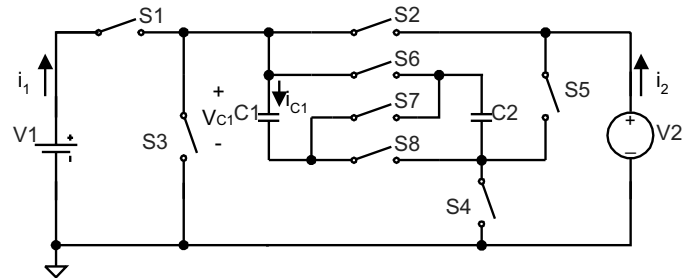 S1
S2
S6
i1
+
iC1
S7
S5
i2
V1
+
-
VC1
C1
C2
+
−
V2
S3
-
S8
S4